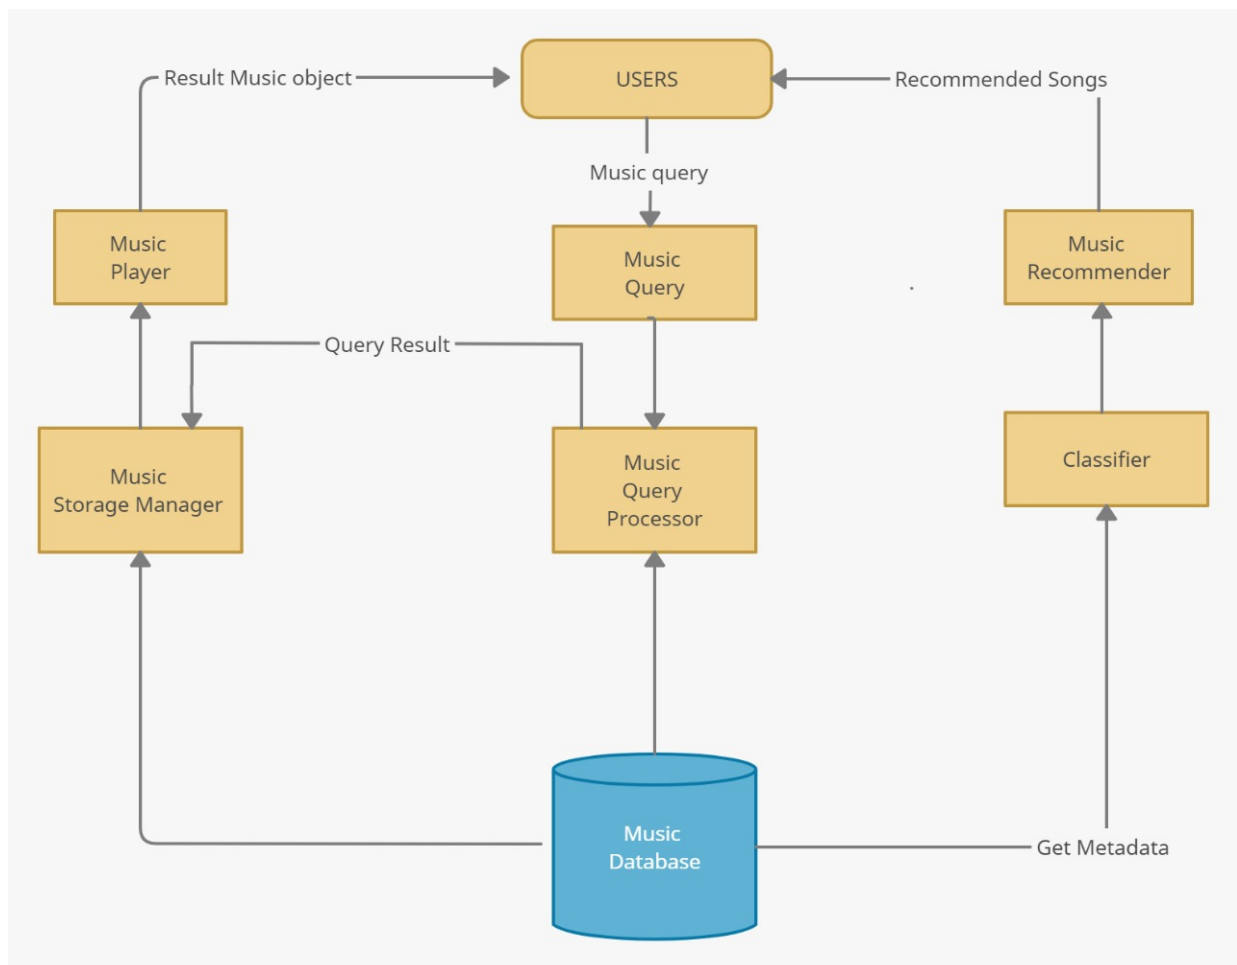 Result Music object
USERS
Recommended Songs
Music query
Music
Player
Music
Query
Music
Recommender
Query Result
Music
Storage Manager
Music
Query
Processor
Classifier
Music
Database
Get Metadata